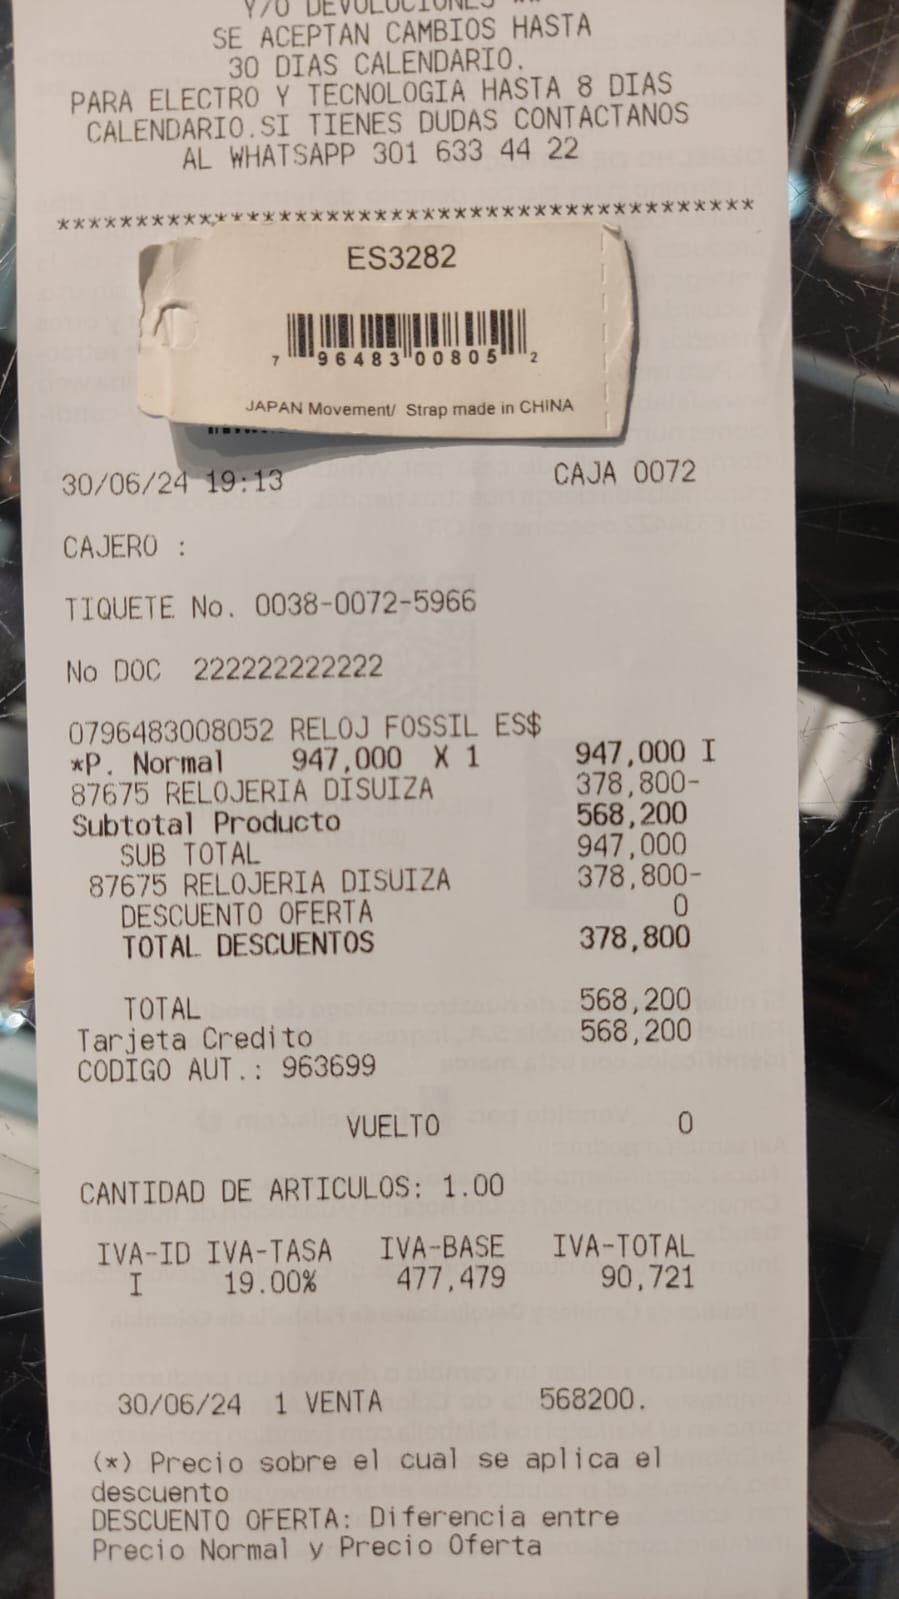 Y/O DEVOLUCIONES **
SE ACEPTAN CAMBIOS HASTA
30 DIAS CALENDARIO.
PARA ELECTRO Y TECNOLOGIA HASTA 8 DIAS
CALENDARIO.SI TIENES DUDAS CONTACTANOS
AL WHATSAPP 301 633 44 22
********************************************
ES3282
7 96483 00805 2
JAPAN Movement/ Strap made in CHINA
30/06/24 19:13 CAJA 0072
CAJERO :
TIQUETE No. 0038-0072-5966
No DOC 222222222222
0796483008052 RELOJ FOSSIL ES$
*P. Normal 947,000 X 1 947,000 I
87675 RELOJERIA DISUIZA 378,800-
Subtotal Producto 568,200
SUB TOTAL 947,000
87675 RELOJERIA DISUIZA 378,800-
DESCUENTO OFERTA 0
TOTAL DESCUENTOS 378,800
TOTAL 568,200
Tarjeta Credito 568,200
CODIGO AUT.: 963699
VUELTO 0
CANTIDAD DE ARTICULOS: 1.00
IVA-ID IVA-TASA IVA-BASE IVA-TOTAL
I 19.00% 477,479 90,721
30/06/24 1 VENTA 568200.
(*) Precio sobre el cual se aplica el
descuento
DESCUENTO OFERTA: Diferencia entre
Precio Normal y Precio Oferta